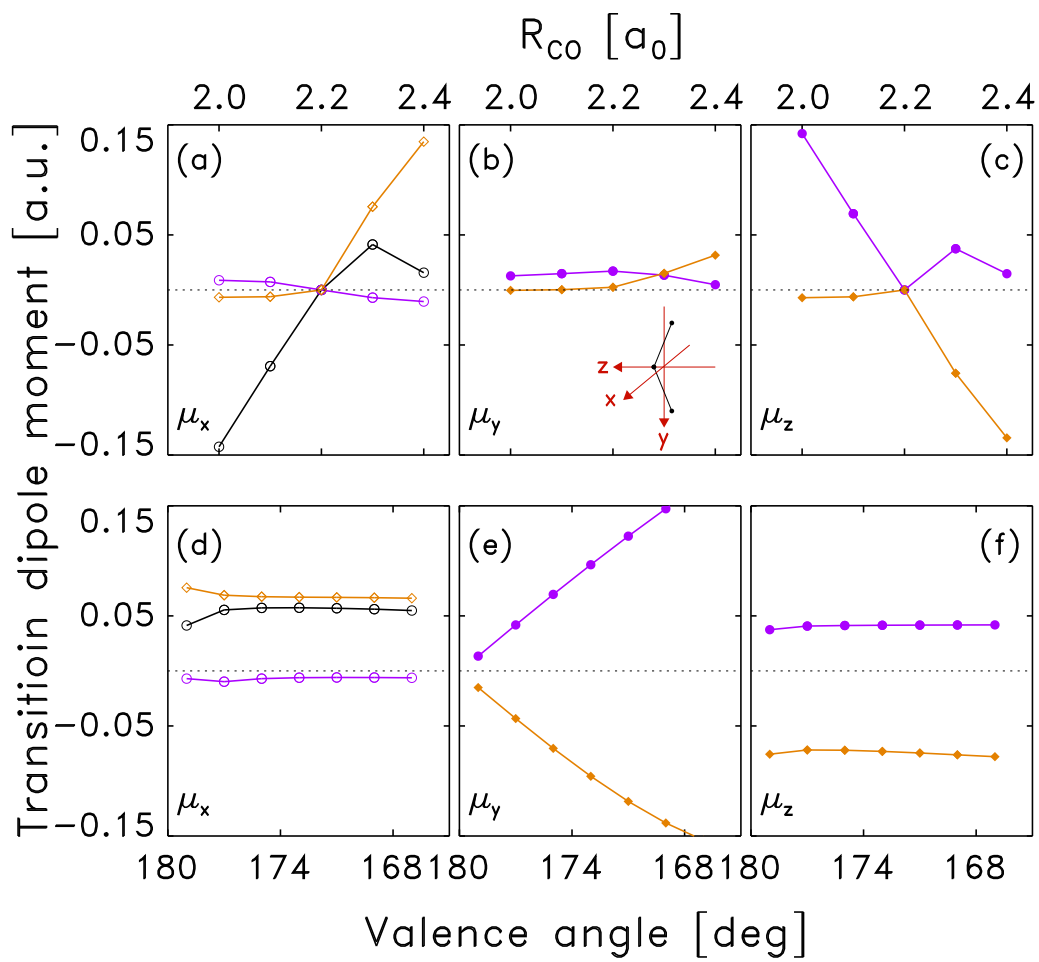 R_CO [a_0]
2.0 2.2 2.4 2.0 2.2 2.4 2.0 2.2 2.4
Transitioin dipole moment [a.u.]
0.15
0.05
−0.05
−0.15
(a)
μ_x
(b)
μ_y
z
x
y
(c)
μ_z
0.15
0.05
−0.05
−0.15
(d)
μ_x
(e)
μ_y
(f)
μ_z
180 174 168 180 174 168 180 174 168
Valence angle [deg]